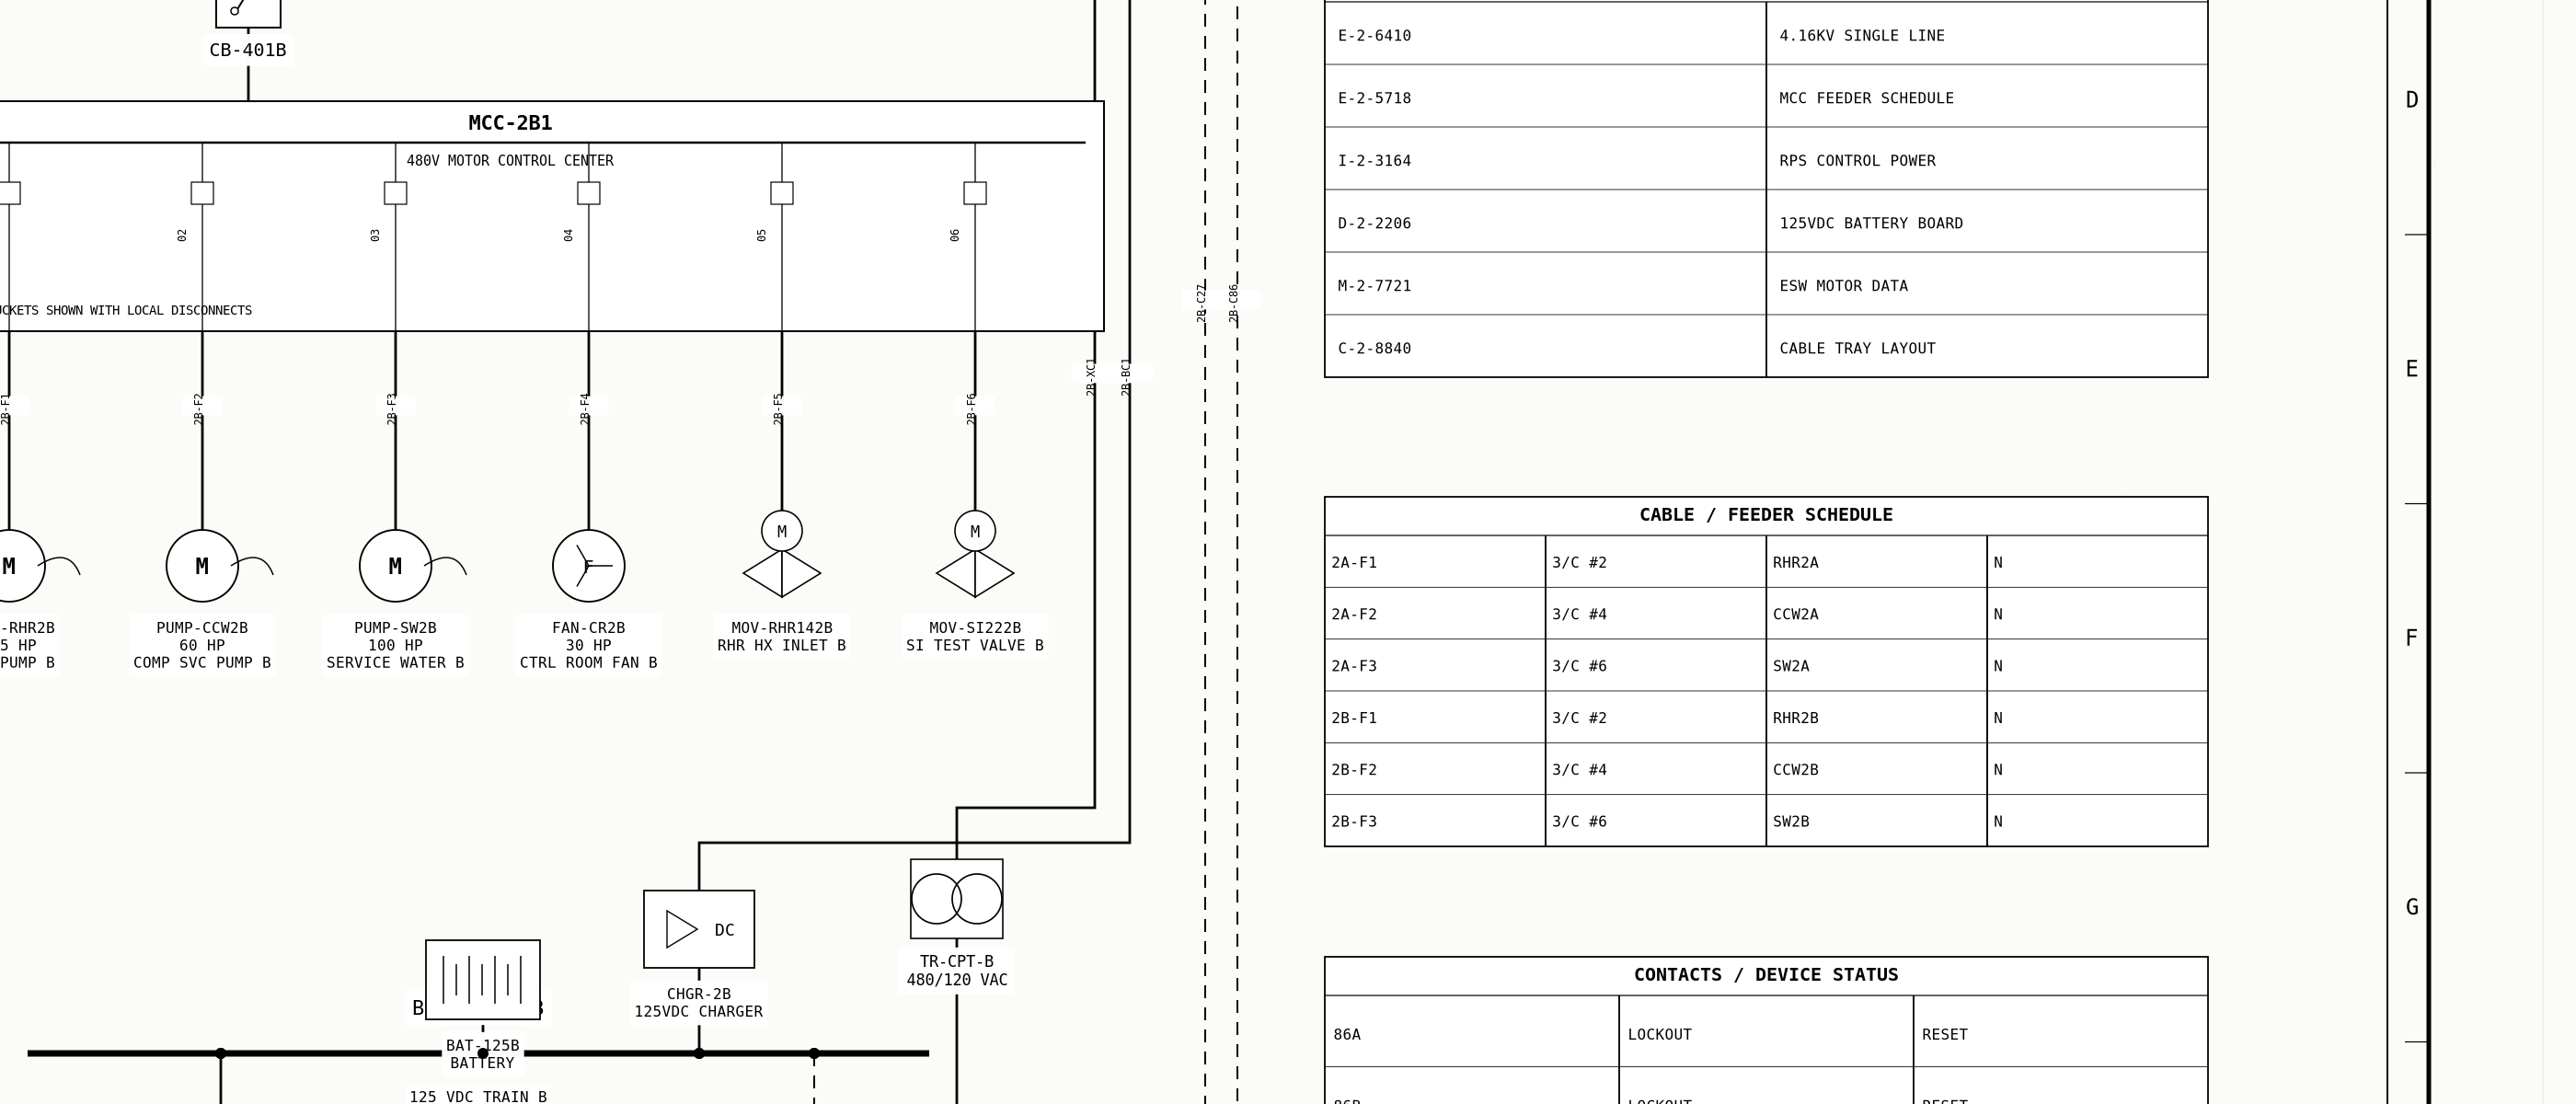 CB-401B
MCC-2B1
480V MOTOR CONTROL CENTER
02
03
04
05
06
SHOWN WITH LOCAL DISCONNECTS
2B-F1
2B-F2
2B-F3
2B-F4
2B-F5
2B-F6
2B-XC1
2B-BC1
2B-C27
2B-C86
M
M
M
F
M
M
-RHR2B
5 HP
PUMP B
PUMP-CCW2B
60 HP
COMP SVC PUMP B
PUMP-SW2B
100 HP
SERVICE WATER B
FAN-CR2B
30 HP
CTRL ROOM FAN B
MOV-RHR142B
RHR HX INLET B
MOV-SI222B
SI TEST VALVE B
DC
CHGR-2B
125VDC CHARGER
TR-CPT-B
480/120 VAC
BAT-125B
BATTERY
125 VDC TRAIN B
E-2-6410 4.16KV SINGLE LINE
E-2-5718 MCC FEEDER SCHEDULE
I-2-3164 RPS CONTROL POWER
D-2-2206 125VDC BATTERY BOARD
M-2-7721 ESW MOTOR DATA
C-2-8840 CABLE TRAY LAYOUT
CABLE / FEEDER SCHEDULE
2A-F1 3/C #2 RHR2A N
2A-F2 3/C #4 CCW2A N
2A-F3 3/C #6 SW2A N
2B-F1 3/C #2 RHR2B N
2B-F2 3/C #4 CCW2B N
2B-F3 3/C #6 SW2B N
CONTACTS / DEVICE STATUS
86A LOCKOUT RESET
86B LOCKOUT RESET
D
E
F
G